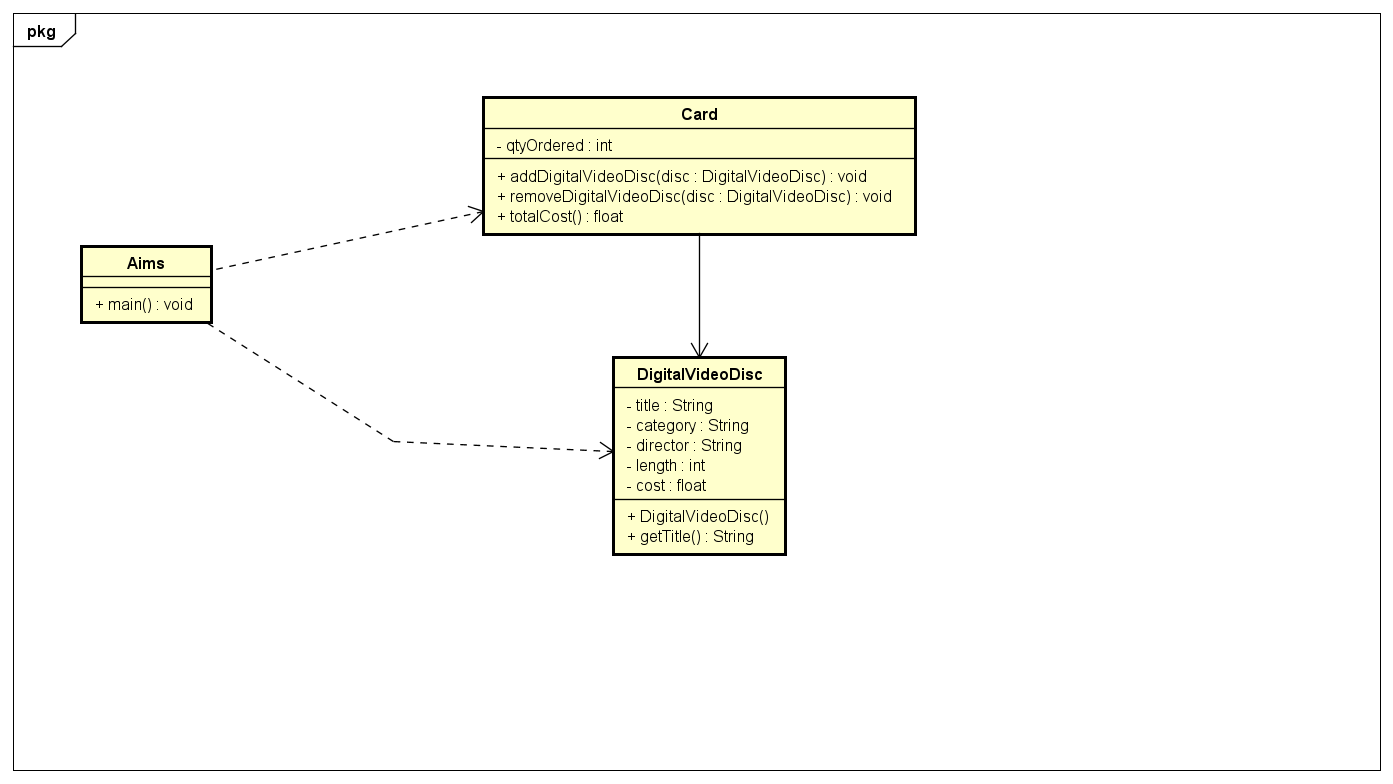 pkg
Card
- qtyOrdered : int
+ addDigitalVideoDisc(disc : DigitalVideoDisc) : void
+ removeDigitalVideoDisc(disc : DigitalVideoDisc) : void
+ totalCost() : float
Aims
+ main() : void
DigitalVideoDisc
- title : String
- category : String
- director : String
- length : int
- cost : float
+ DigitalVideoDisc()
+ getTitle() : String